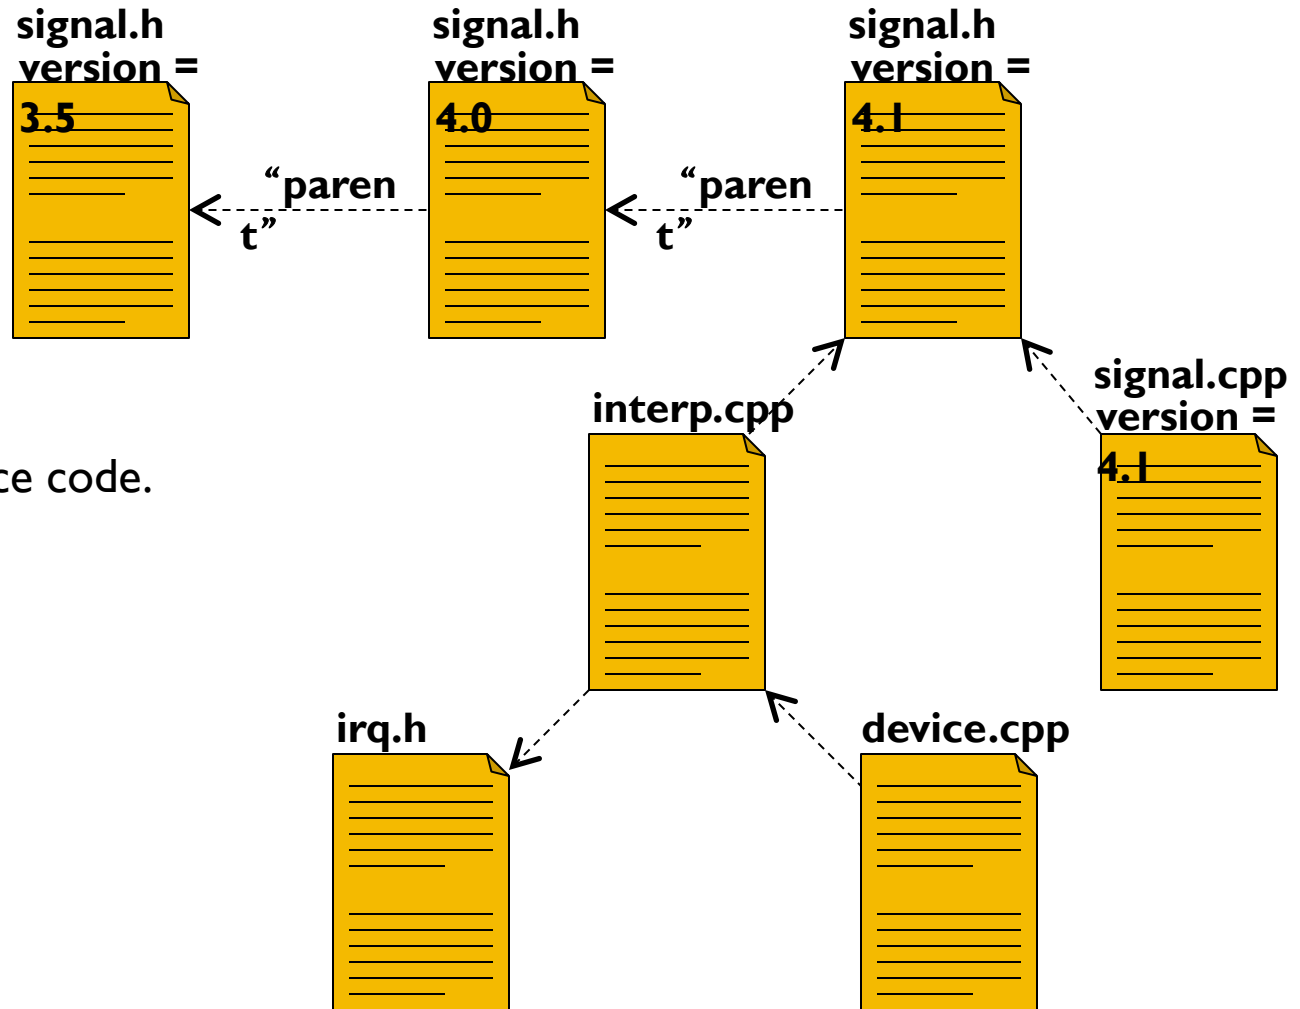 signal.h
version =
3.5
signal.h
version =
4.0
signal.h
version =
4.1
“paren
t”
“paren
t”
signal.cpp
version =
4.1
interp.cpp
ce code.
irq.h
device.cpp